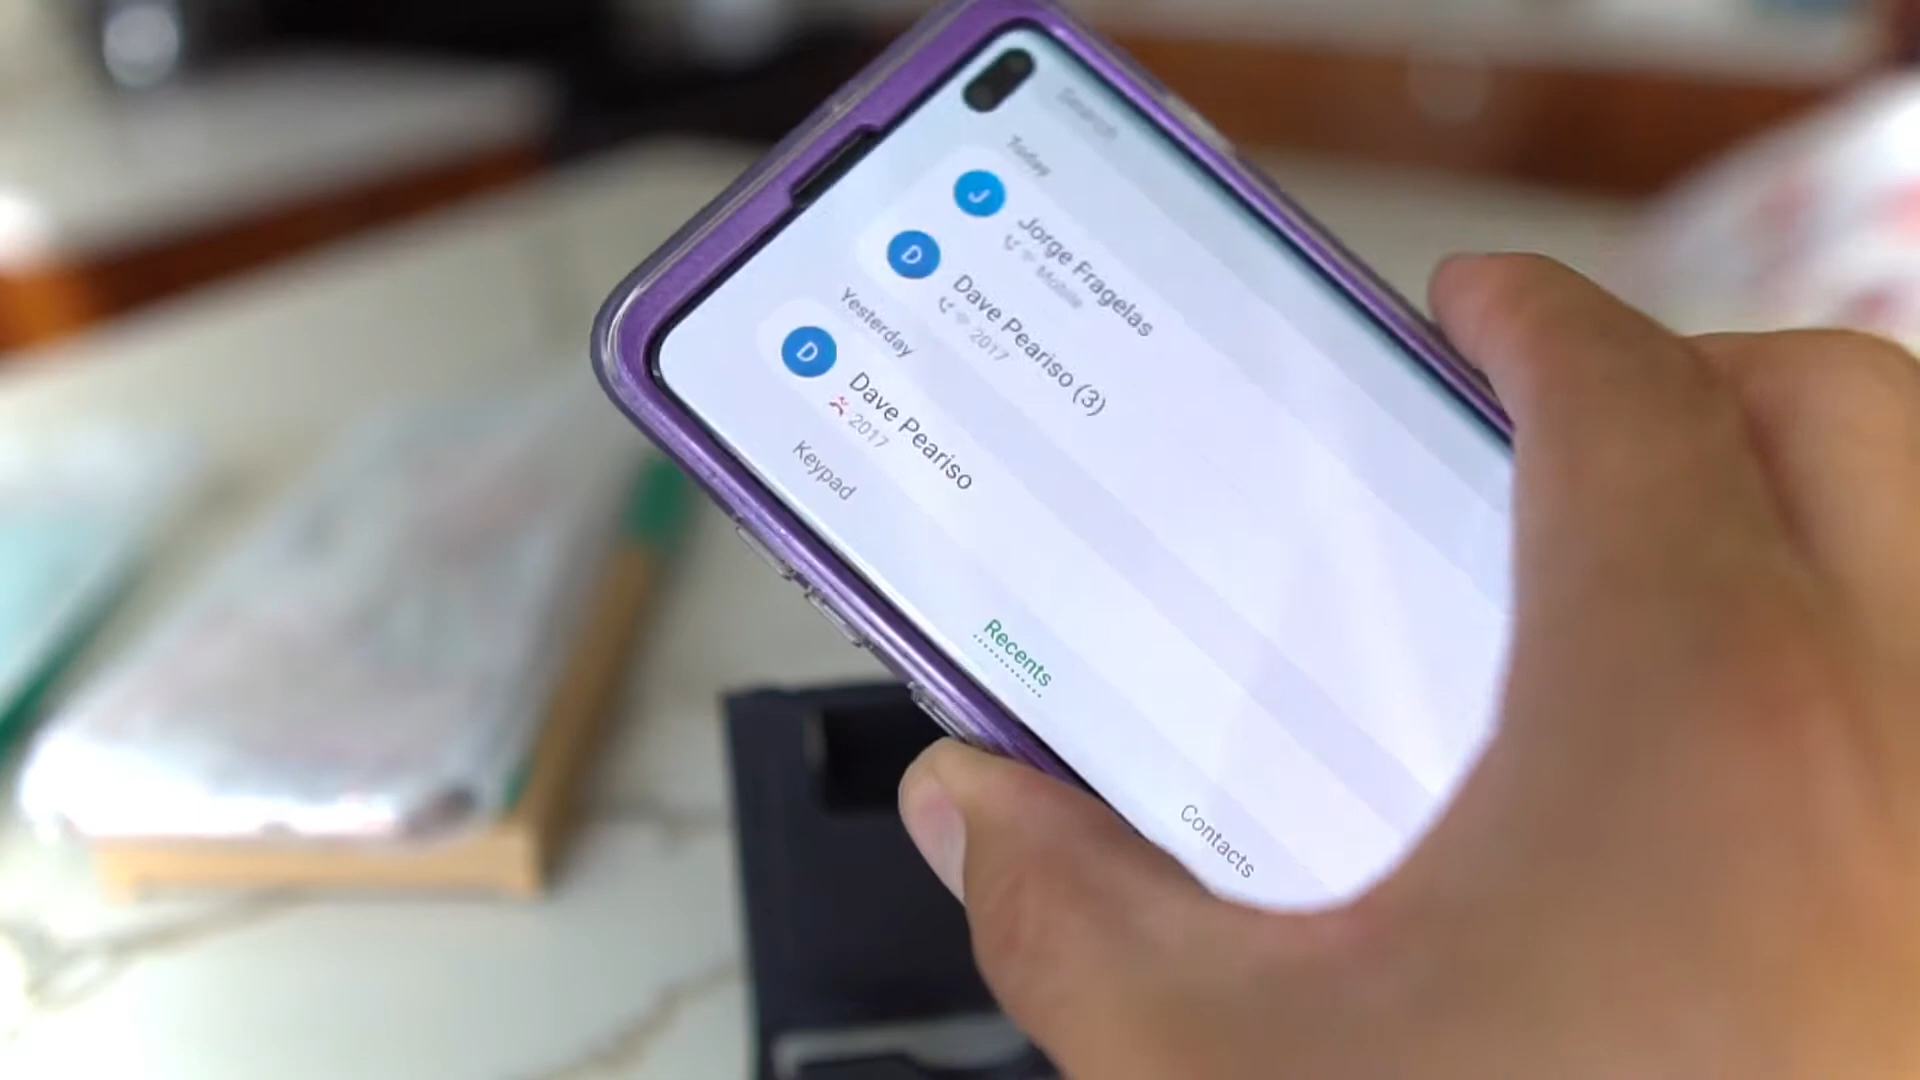 Search
Today
J
Jorge Fragelas
Mobile
D
Dave Peariso (3)
2017
Yesterday
D
Dave Peariso
2017
Keypad
Recents
Contacts